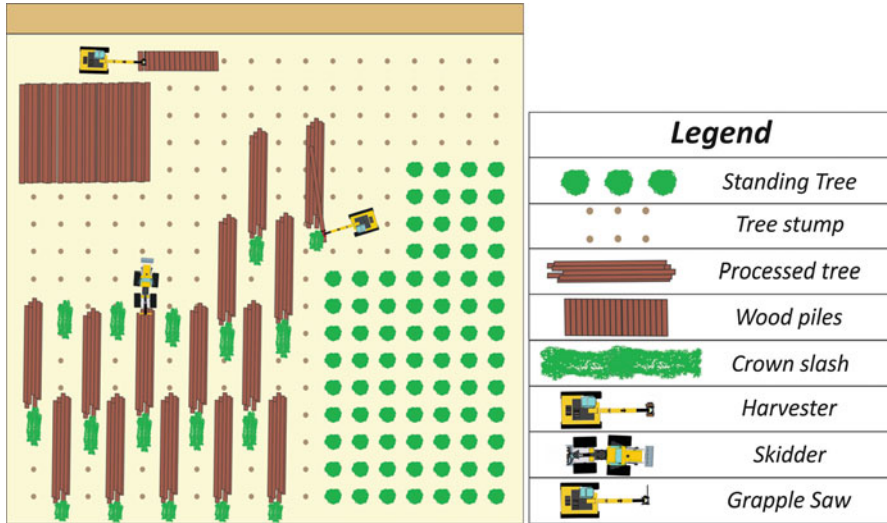 Legend
Standing Tree
Tree stump
Processed tree
Wood piles
Crown slash
Harvester
Skidder
Grapple Saw